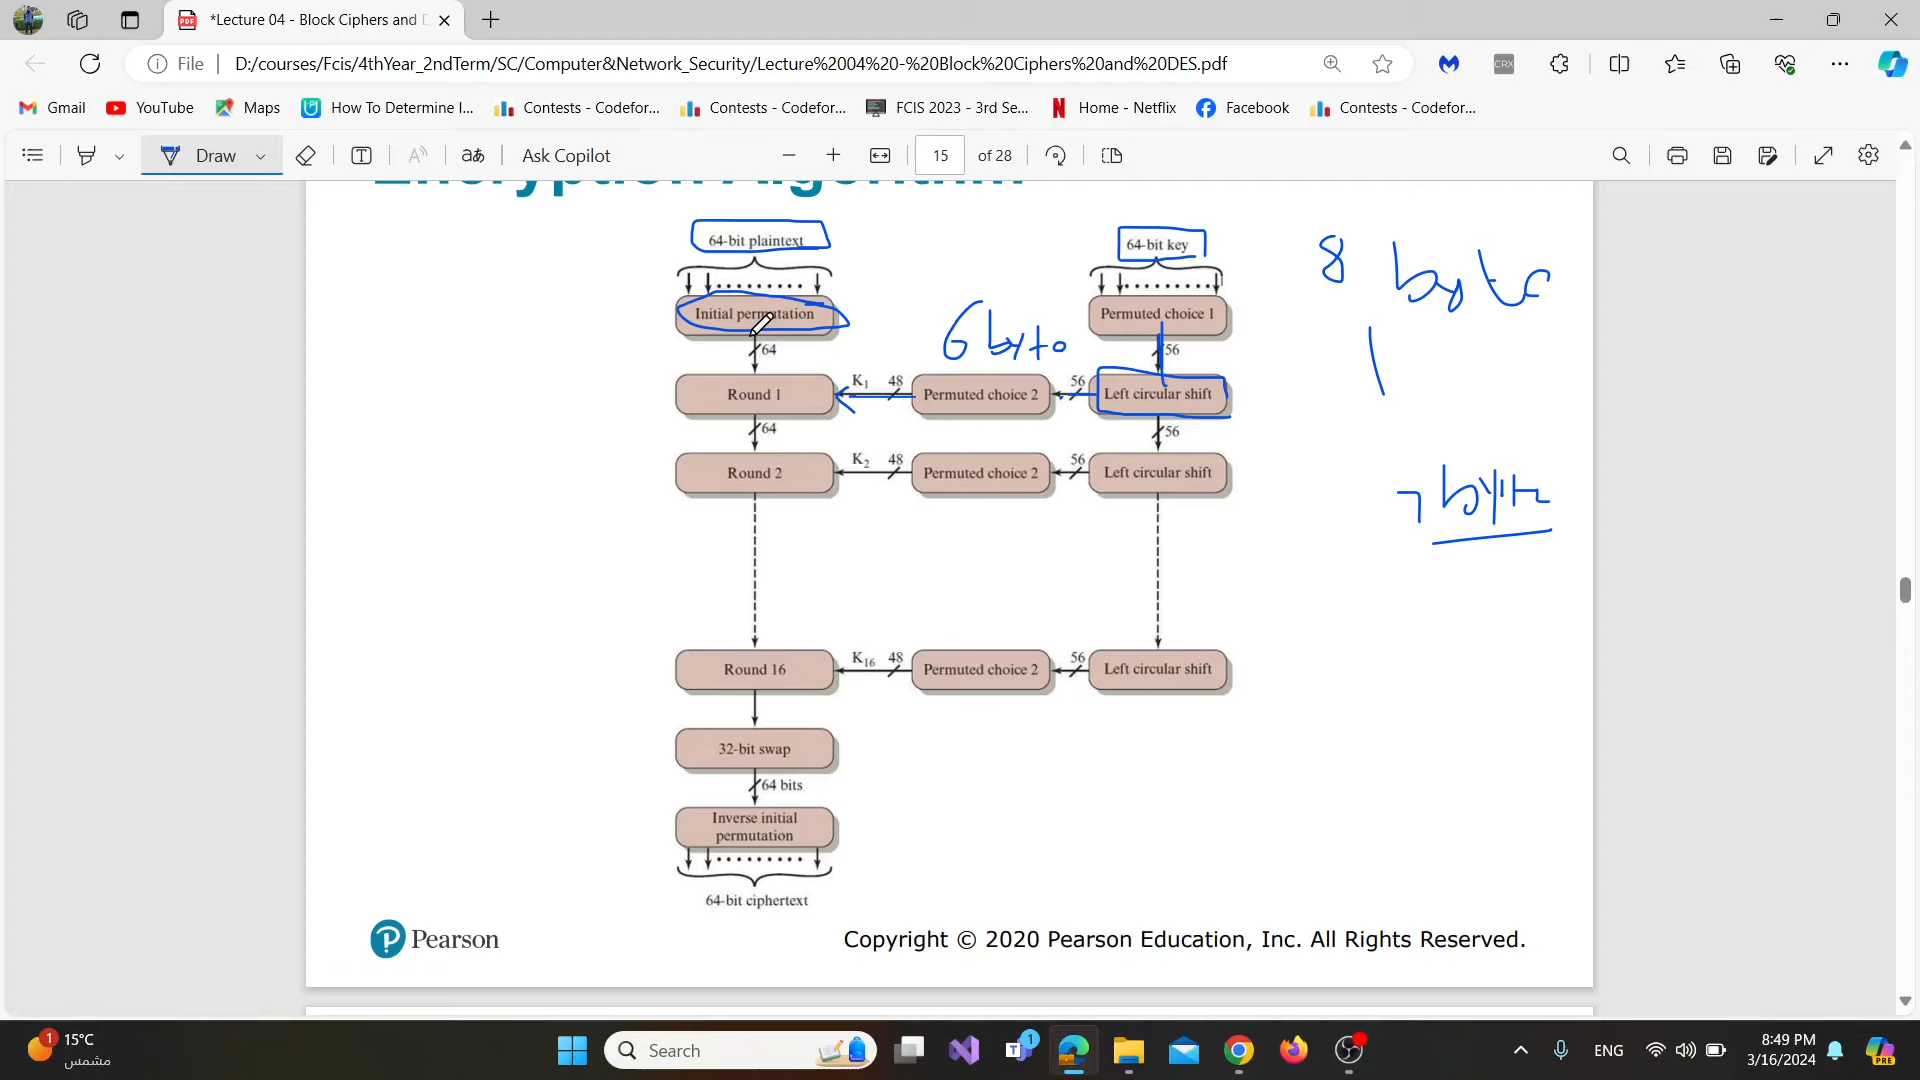 *Lecture 04 - Block Ciphers and D
File
D:/courses/Fcis/4thYear_2ndTerm/SC/Computer&Network_Security/Lecture%2004%20-%20Block%20Ciphers%20and%20DES.pdf
CRX
Gmail YouTube Maps How To Determine I... Contests - Codefor... Contests - Codefor... FCIS 2023 - 3rd Se... Home - Netflix Facebook Contests - Codefor...
Draw
Ask Copilot
15 of 28
Encryption Algorithm
64-bit plaintext
64-bit key
8 byte
Initial permutation
Permuted choice 1
6 byte
64
56
Round 1
K1 48
Permuted choice 2
56
Left circular shift
64
56
Round 2
K2 48
Permuted choice 2
56
Left circular shift
7 byte
Round 16
K16 48
Permuted choice 2
56
Left circular shift
32-bit swap
64 bits
Inverse initial
permutation
64-bit ciphertext
Pearson
Copyright © 2020 Pearson Education, Inc. All Rights Reserved.
1
15°C
مشمس
Search
1
ENG
8:49 PM
3/16/2024
PRE